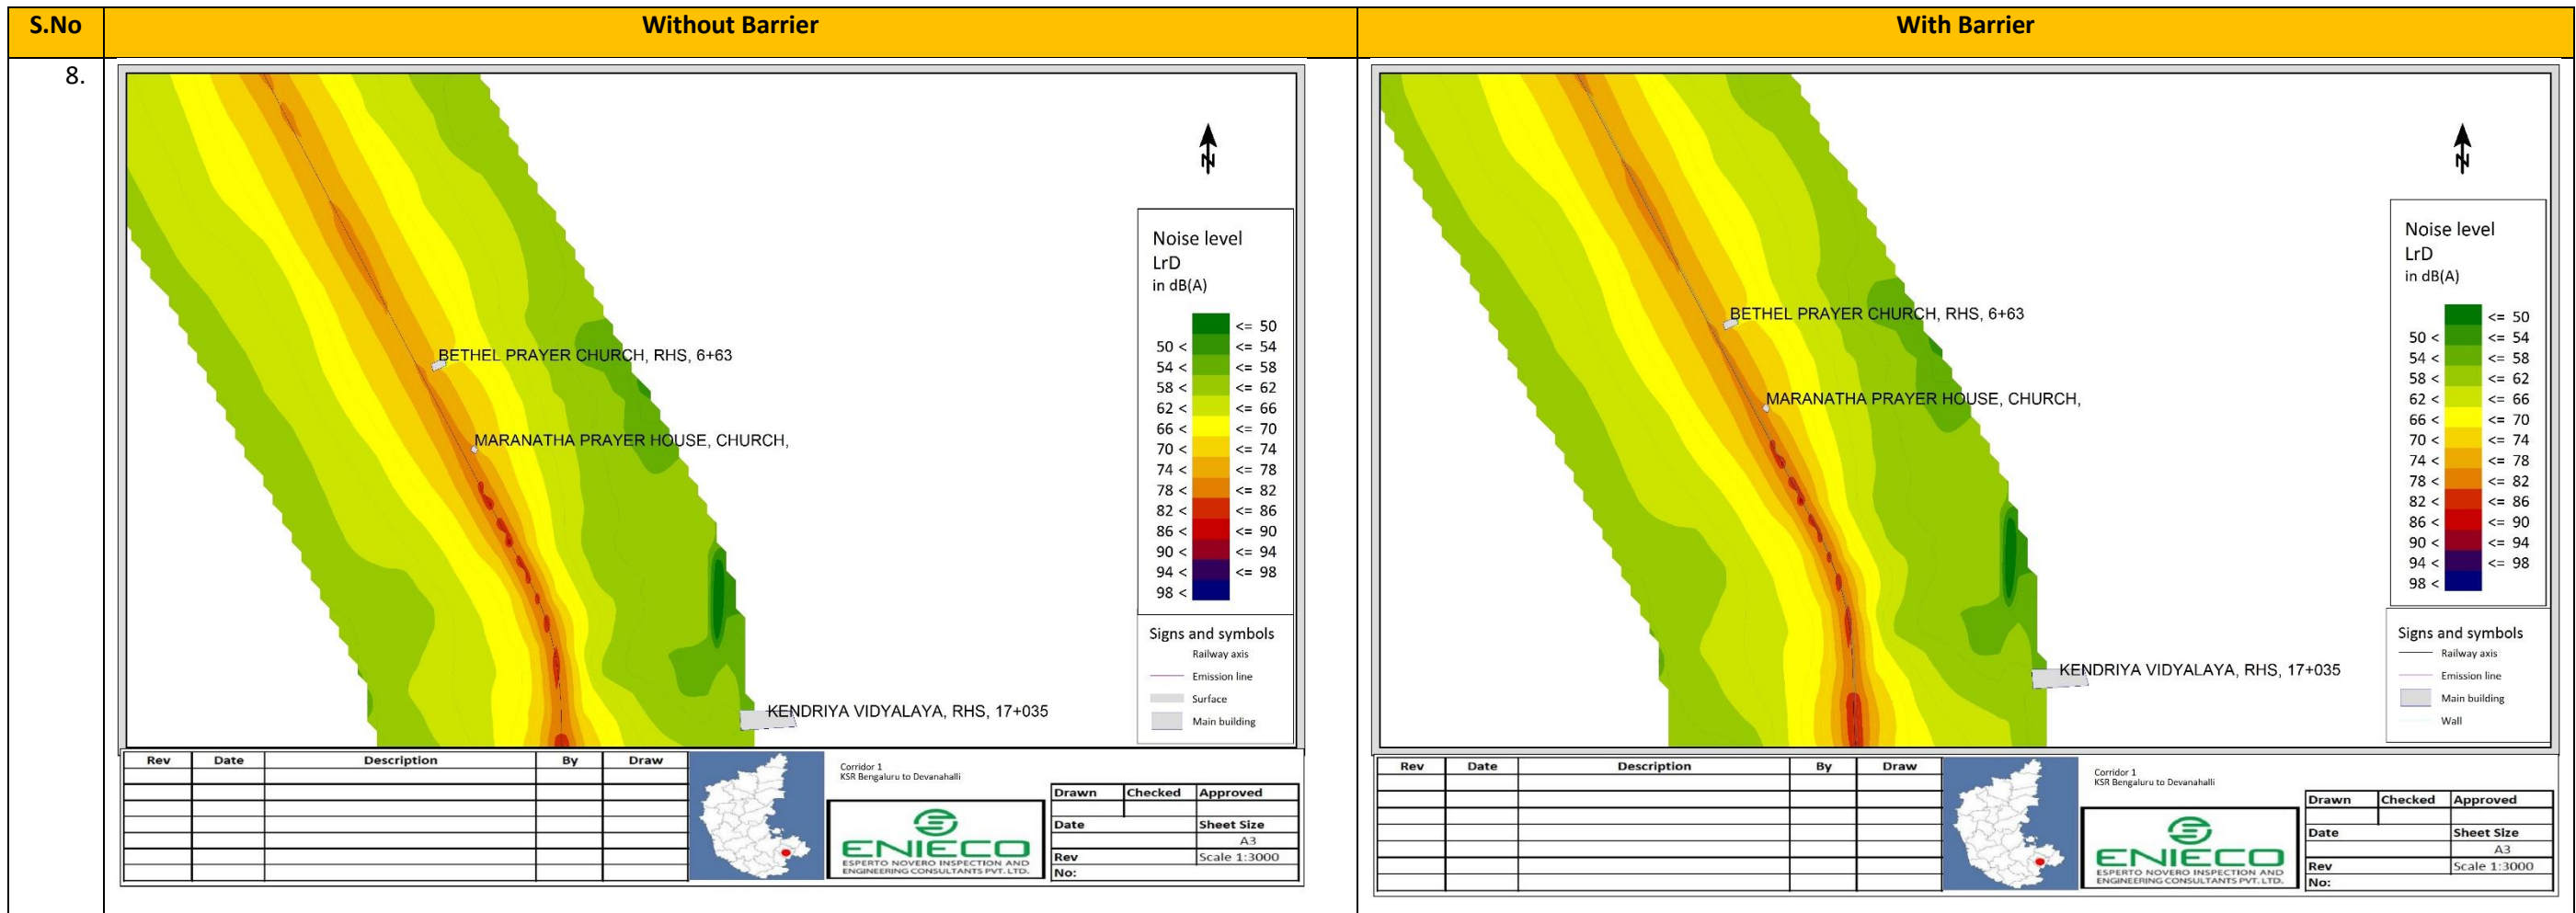 S.No Without Barrier With Barrier
8.
N
Noise level
LrD
in dB(A)
<= 50
50 < <= 54
54 < <= 58
58 < <= 62
62 < <= 66
66 < <= 70
70 < <= 74
74 < <= 78
78 < <= 82
82 < <= 86
86 < <= 90
90 < <= 94
94 < <= 98
98 <
Signs and symbols
Railway axis
Emission line
Surface
Main building
BETHEL PRAYER CHURCH, RHS, 6+63
MARANATHA PRAYER HOUSE, CHURCH,
KENDRIYA VIDYALAYA, RHS, 17+035
Rev Date Description By Draw
Corridor 1
KSR Bengaluru to Devanahalli
ENIECO
ESPERTO NOVERO INSPECTION AND
ENGINEERING CONSULTANTS PVT. LTD.
Drawn Checked Approved
Date Sheet Size
A3
Rev Scale 1:3000
No:
N
Noise level
LrD
in dB(A)
<= 50
50 < <= 54
54 < <= 58
58 < <= 62
62 < <= 66
66 < <= 70
70 < <= 74
74 < <= 78
78 < <= 82
82 < <= 86
86 < <= 90
90 < <= 94
94 < <= 98
98 <
Signs and symbols
Railway axis
Emission line
Main building
Wall
BETHEL PRAYER CHURCH, RHS, 6+63
MARANATHA PRAYER HOUSE, CHURCH,
KENDRIYA VIDYALAYA, RHS, 17+035
Rev Date Description By Draw
Corridor 1
KSR Bengaluru to Devanahalli
ENIECO
ESPERTO NOVERO INSPECTION AND
ENGINEERING CONSULTANTS PVT. LTD.
Drawn Checked Approved
Date Sheet Size
A3
Rev Scale 1:3000
No: